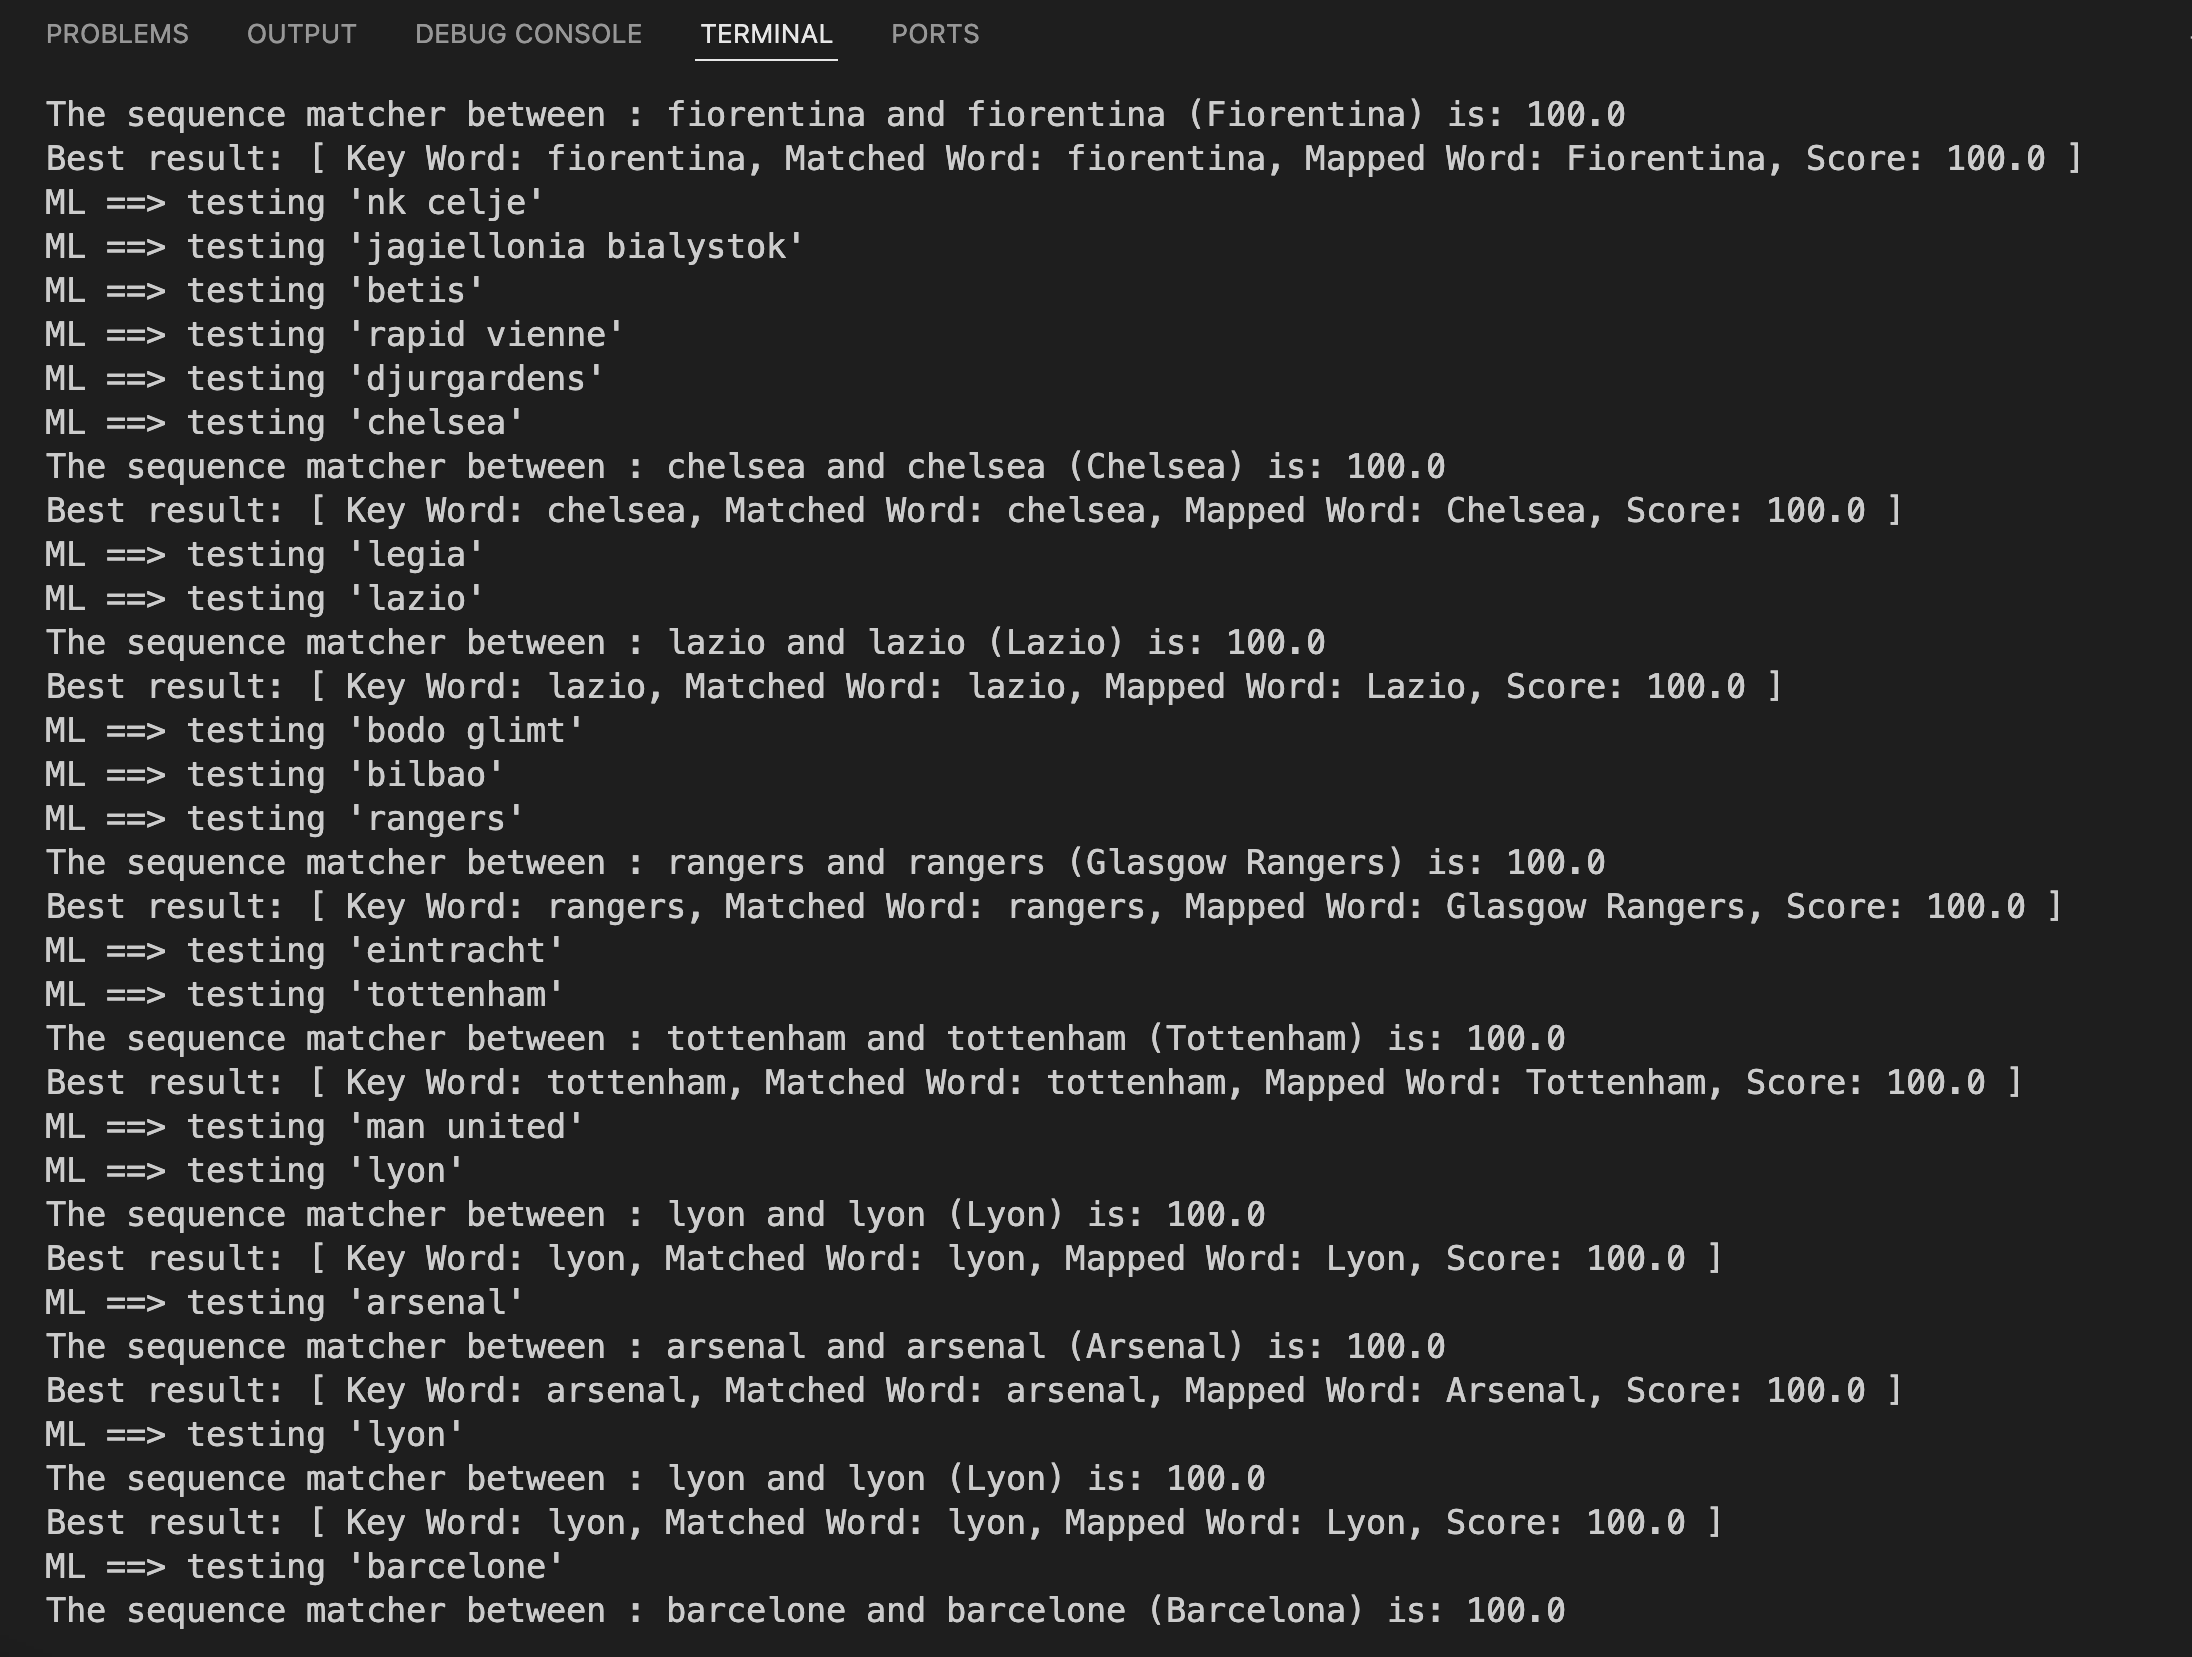 PROBLEMS OUTPUT DEBUG CONSOLE TERMINAL PORTS
The sequence matcher between : fiorentina and fiorentina (Fiorentina) is: 100.0
Best result: [ Key Word: fiorentina, Matched Word: fiorentina, Mapped Word: Fiorentina, Score: 100.0 ]
ML ==> testing 'nk celje'
ML ==> testing 'jagiellonia bialystok'
ML ==> testing 'betis'
ML ==> testing 'rapid vienne'
ML ==> testing 'djurgardens'
ML ==> testing 'chelsea'
The sequence matcher between : chelsea and chelsea (Chelsea) is: 100.0
Best result: [ Key Word: chelsea, Matched Word: chelsea, Mapped Word: Chelsea, Score: 100.0 ]
ML ==> testing 'legia'
ML ==> testing 'lazio'
The sequence matcher between : lazio and lazio (Lazio) is: 100.0
Best result: [ Key Word: lazio, Matched Word: lazio, Mapped Word: Lazio, Score: 100.0 ]
ML ==> testing 'bodo glimt'
ML ==> testing 'bilbao'
ML ==> testing 'rangers'
The sequence matcher between : rangers and rangers (Glasgow Rangers) is: 100.0
Best result: [ Key Word: rangers, Matched Word: rangers, Mapped Word: Glasgow Rangers, Score: 100.0 ]
ML ==> testing 'eintracht'
ML ==> testing 'tottenham'
The sequence matcher between : tottenham and tottenham (Tottenham) is: 100.0
Best result: [ Key Word: tottenham, Matched Word: tottenham, Mapped Word: Tottenham, Score: 100.0 ]
ML ==> testing 'man united'
ML ==> testing 'lyon'
The sequence matcher between : lyon and lyon (Lyon) is: 100.0
Best result: [ Key Word: lyon, Matched Word: lyon, Mapped Word: Lyon, Score: 100.0 ]
ML ==> testing 'arsenal'
The sequence matcher between : arsenal and arsenal (Arsenal) is: 100.0
Best result: [ Key Word: arsenal, Matched Word: arsenal, Mapped Word: Arsenal, Score: 100.0 ]
ML ==> testing 'lyon'
The sequence matcher between : lyon and lyon (Lyon) is: 100.0
Best result: [ Key Word: lyon, Matched Word: lyon, Mapped Word: Lyon, Score: 100.0 ]
ML ==> testing 'barcelone'
The sequence matcher between : barcelone and barcelone (Barcelona) is: 100.0